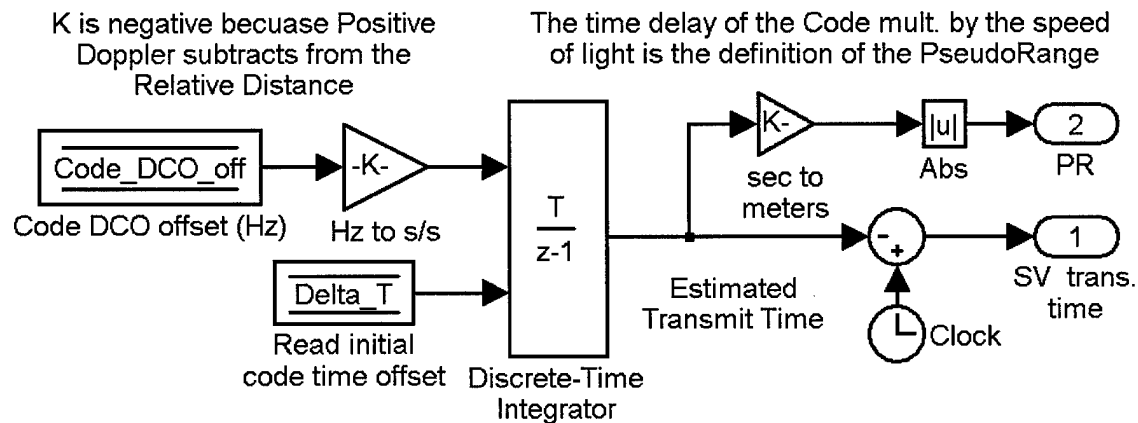 K is negative becuase Positive
Doppler subtracts from the
Relative Distance
The time delay of the Code mult. by the speed
of light is the definition of the PseudoRange
Code_DCO_off
Code DCO offset (Hz)
-K-
Hz to s/s
Delta_T
Read initial
code time offset
T
z-1
Discrete-Time
Integrator
K-
sec to
meters
|u|
Abs
2
PR
Estimated
Transmit Time
-
+
Clock
1
SV trans.
time